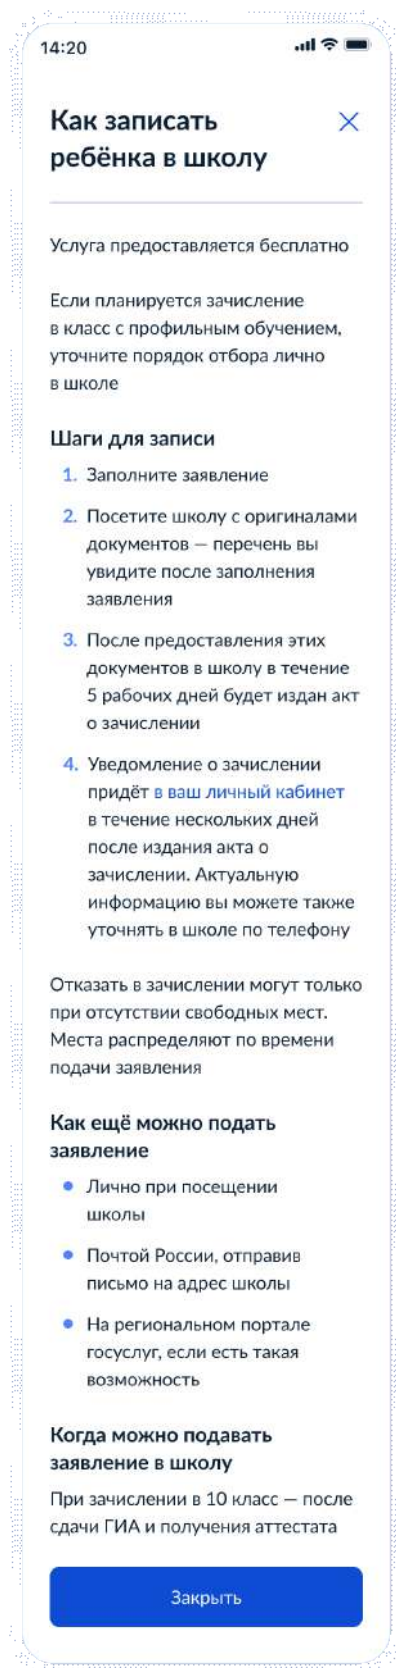 14:20
Как записать
ребёнка в школу
Услуга предоставляется бесплатно
Если планируется зачисление
в класс с профильным обучением,
уточните порядок отбора лично
в школе
Шаги для записи
1. Заполните заявление
2. Посетите школу с оригиналами
документов — перечень вы
увидите после заполнения
заявления
3. После предоставления этих
документов в школу в течение
5 рабочих дней будет издан акт
о зачислении
4. Уведомление о зачислении
придёт в ваш личный кабинет
в течение нескольких дней
после издания акта о
зачислении. Актуальную
информацию вы можете также
уточнять в школе по телефону
Отказать в зачислении могут только
при отсутствии свободных мест.
Места распределяют по времени
подачи заявления
Как ещё можно подать
заявление
• Лично при посещении
школы
• Почтой России, отправив
письмо на адрес школы
• На региональном портале
госуслуг, если есть такая
возможность
Когда можно подавать
заявление в школу
При зачислении в 10 класс — после
сдачи ГИА и получения аттестата
Закрыть